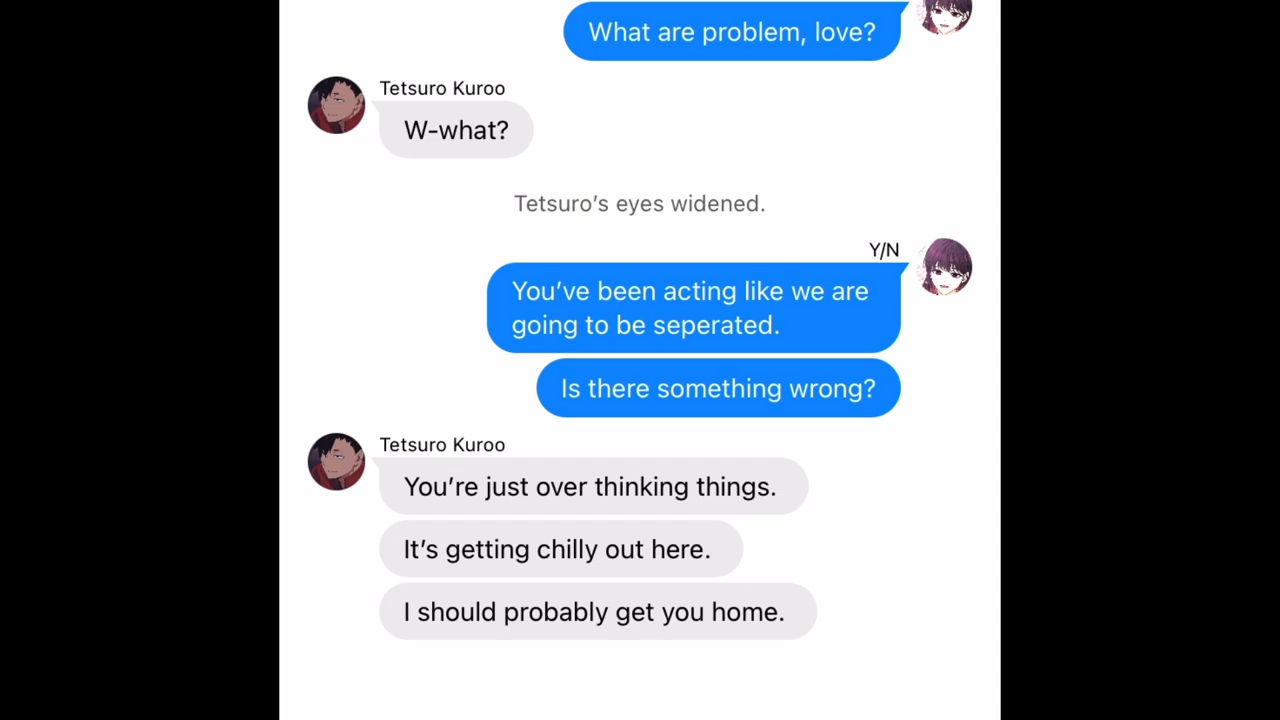 What are problem, love?
Tetsuro Kuroo
W-what?
Tetsuro’s eyes widened.
Y/N
You’ve been acting like we are
going to be seperated.
Is there something wrong?
Tetsuro Kuroo
You’re just over thinking things.
It’s getting chilly out here.
I should probably get you home.